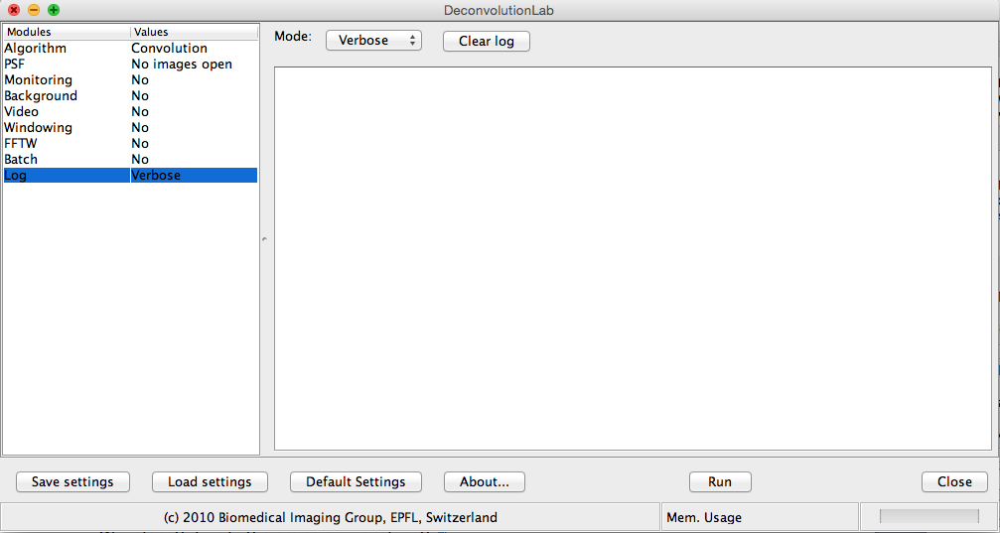 DeconvolutionLab
Modules Values
Algorithm Convolution
PSF No images open
Monitoring No
Background No
Video No
Windowing No
FFTW No
Batch No
Log Verbose
Mode: Verbose Clear log
Save settings Load settings Default Settings About... Run Close
(c) 2010 Biomedical Imaging Group, EPFL, Switzerland Mem. Usage